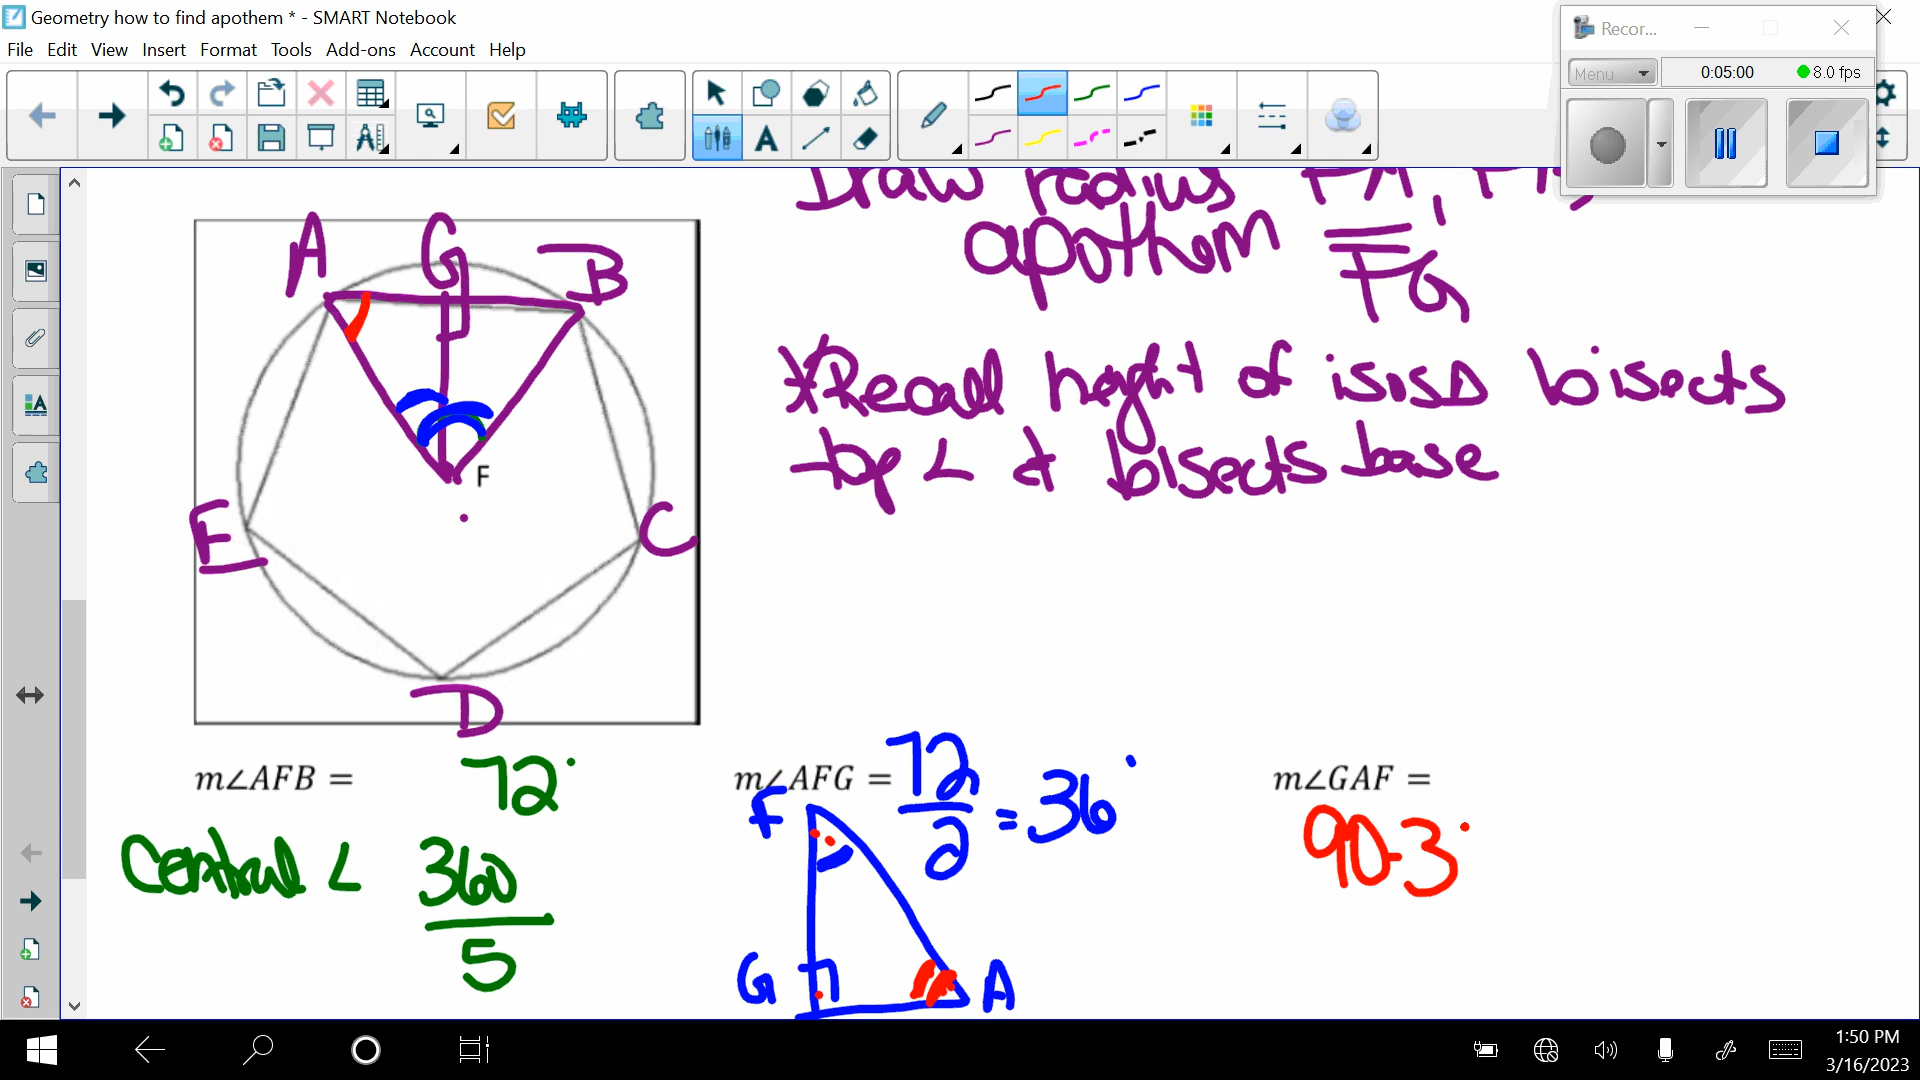 Geometry how to find apothem * - SMART Notebook
File Edit View Insert Format Tools Add-ons Account Help
Recor...
Menu
0:05:00
8.0 fps
Draw radius FA,
apothem FG
*Recall height of isos Δ bisects
top ∠ & bisects base
A G B
F
E C
D
m∠AFB = 72°
Central ∠ 360
5
m∠AFG = 72
2
= 36°
F
G A
m∠GAF =
90-3
1:50 PM
3/16/2023